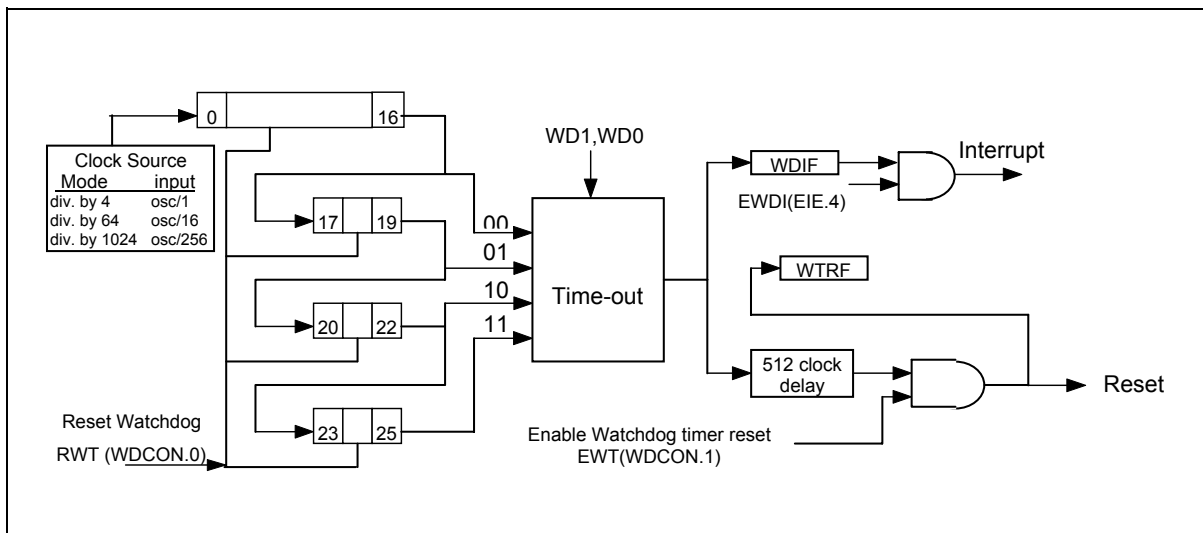 0 16
Clock Source
Mode input
div. by 4 osc/1
div. by 64 osc/16
div. by 1024 osc/256
17 19
20 22
23 25
Reset Watchdog
RWT (WDCON.0)
WD1,WD0
00
01
10
11
Time-out
WDIF
EWDI(EIE.4)
Interrupt
WTRF
512 clock
delay
Reset
Enable Watchdog timer reset
EWT(WDCON.1)